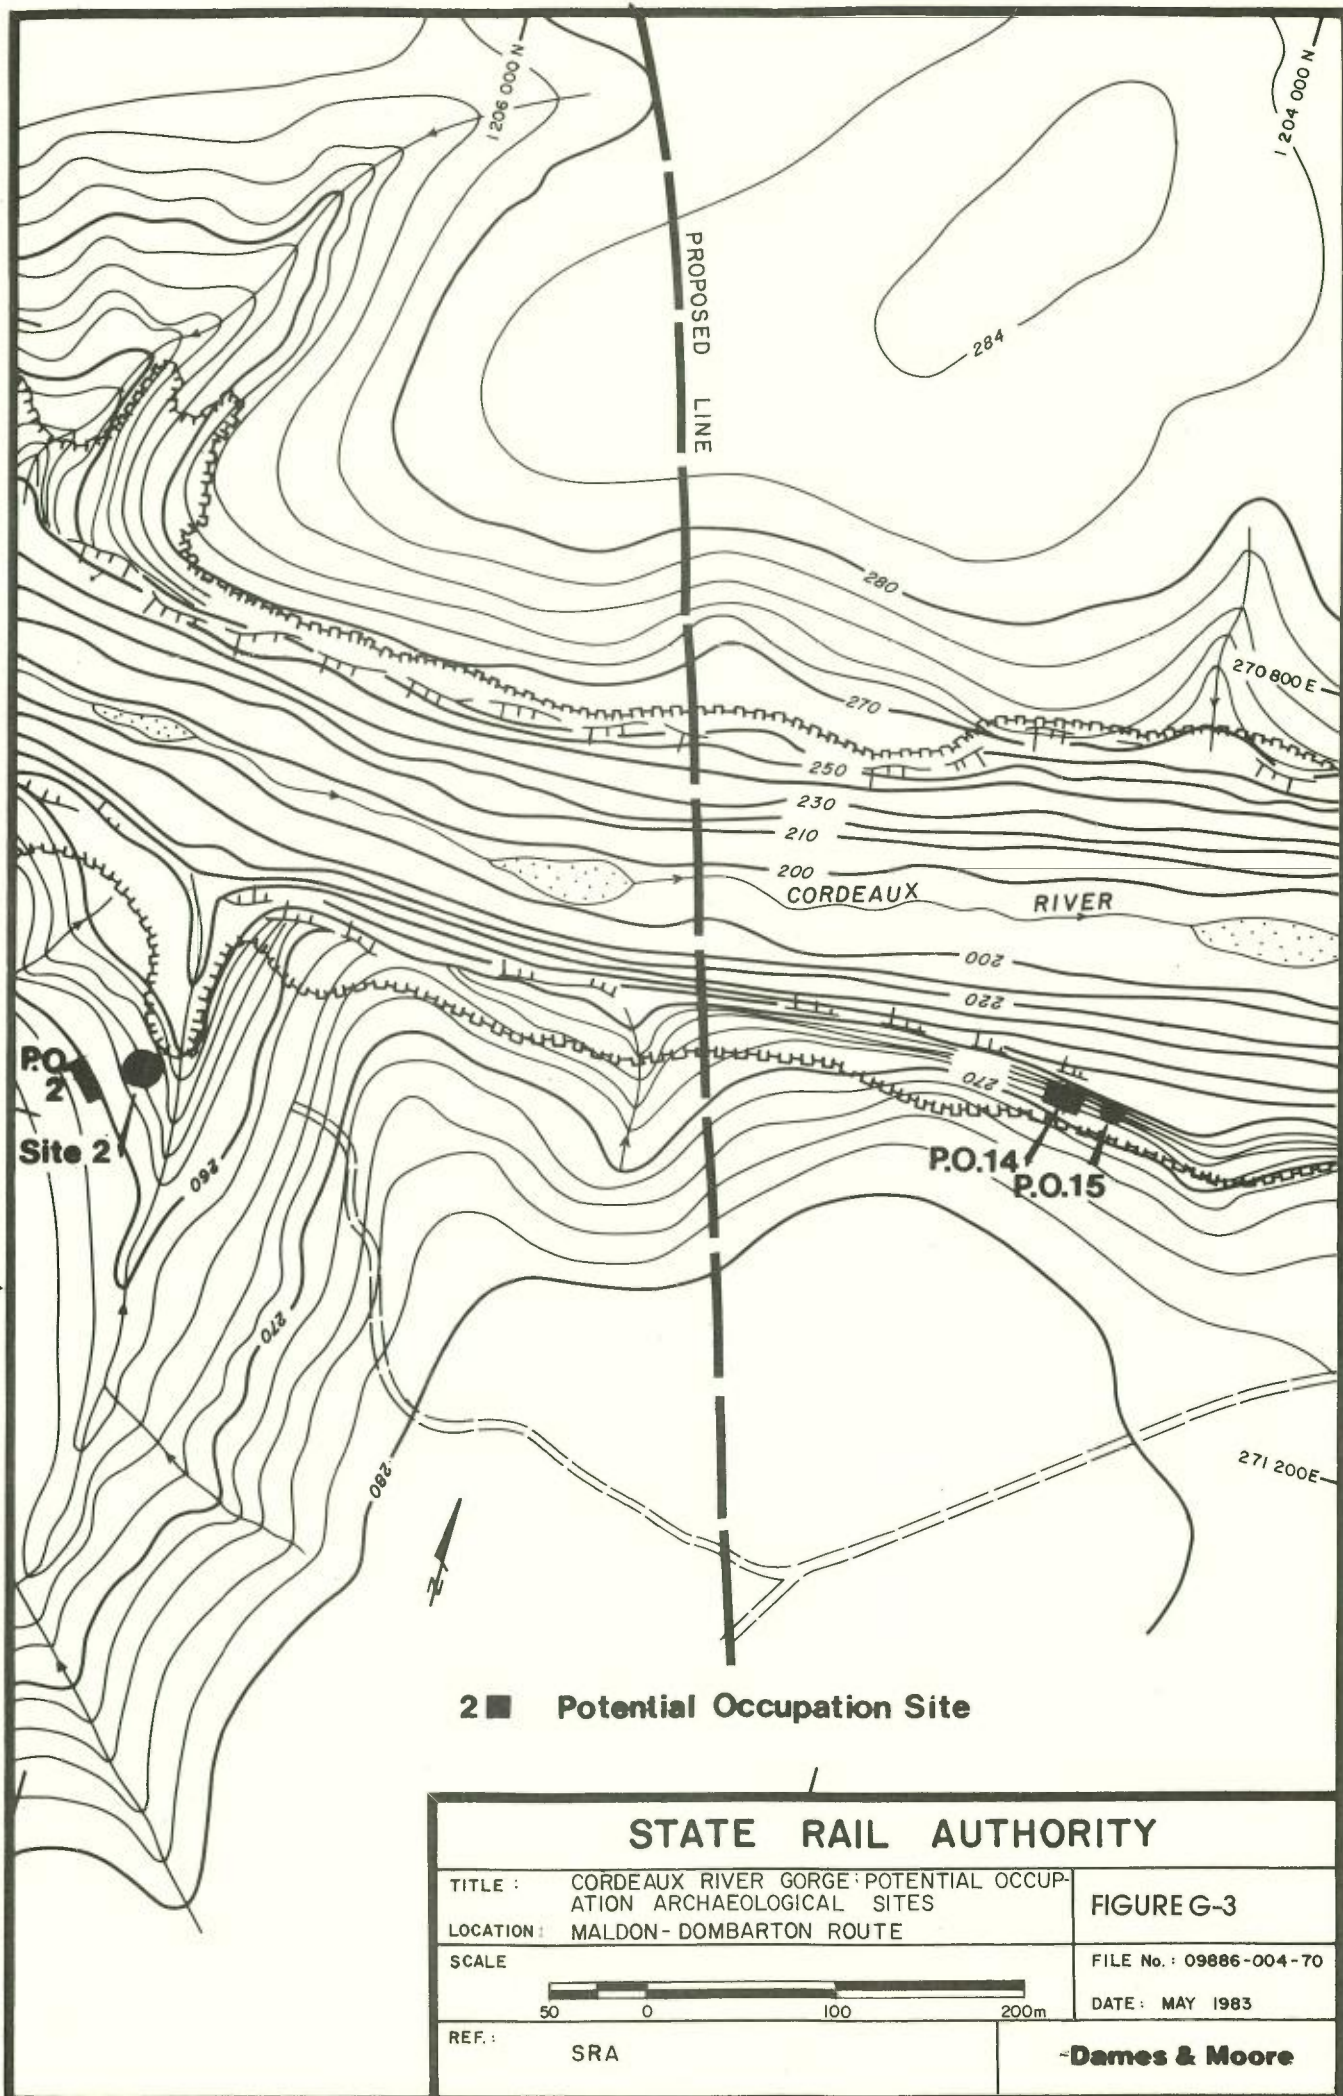 1 206 000 N
1 204 000 N
PROPOSED LINE
284
280
270 800 E
270
250
230
210
200
CORDEAUX RIVER
200
220
270
P.O.
2
Site 2
P.O.14
P.O.15
260
270
280
271 200E
N
2 ■ Potential Occupation Site
STATE RAIL AUTHORITY
TITLE : CORDEAUX RIVER GORGE: POTENTIAL OCCUP-
ATION ARCHAEOLOGICAL SITES
LOCATION: MALDON-DOMBARTON ROUTE
FIGURE G-3
SCALE
50 0 100 200m
FILE No. : 09886-004-70
DATE: MAY 1983
REF.: SRA
Dames & Moore